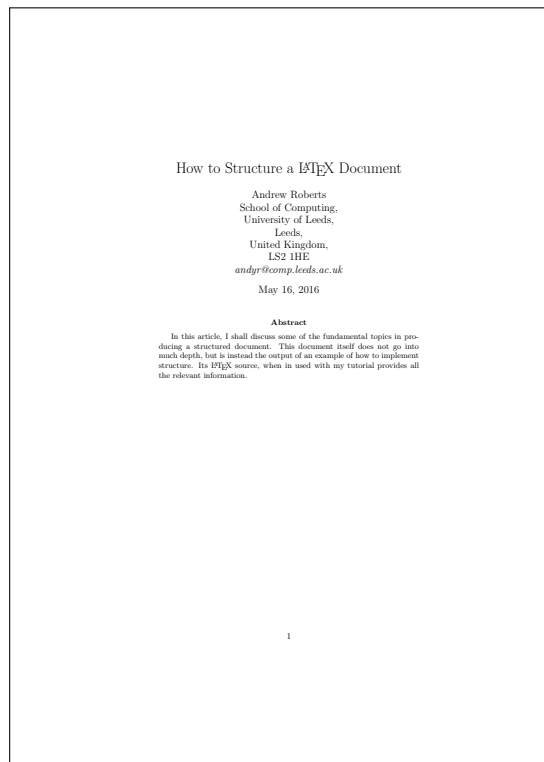 How to Structure a LATEX Document
Andrew Roberts
School of Computing,
University of Leeds,
Leeds,
United Kingdom,
LS2 1HE
andyr@comp.leeds.ac.uk
May 16, 2016
Abstract
In this article, I shall discuss some of the fundamental topics in pro-
ducing a structured document. This document itself does not go into
much depth, but is instead the output of an example of how to implement
structure. Its LATEX source, when in used with my tutorial provides all
the relevant information.
1